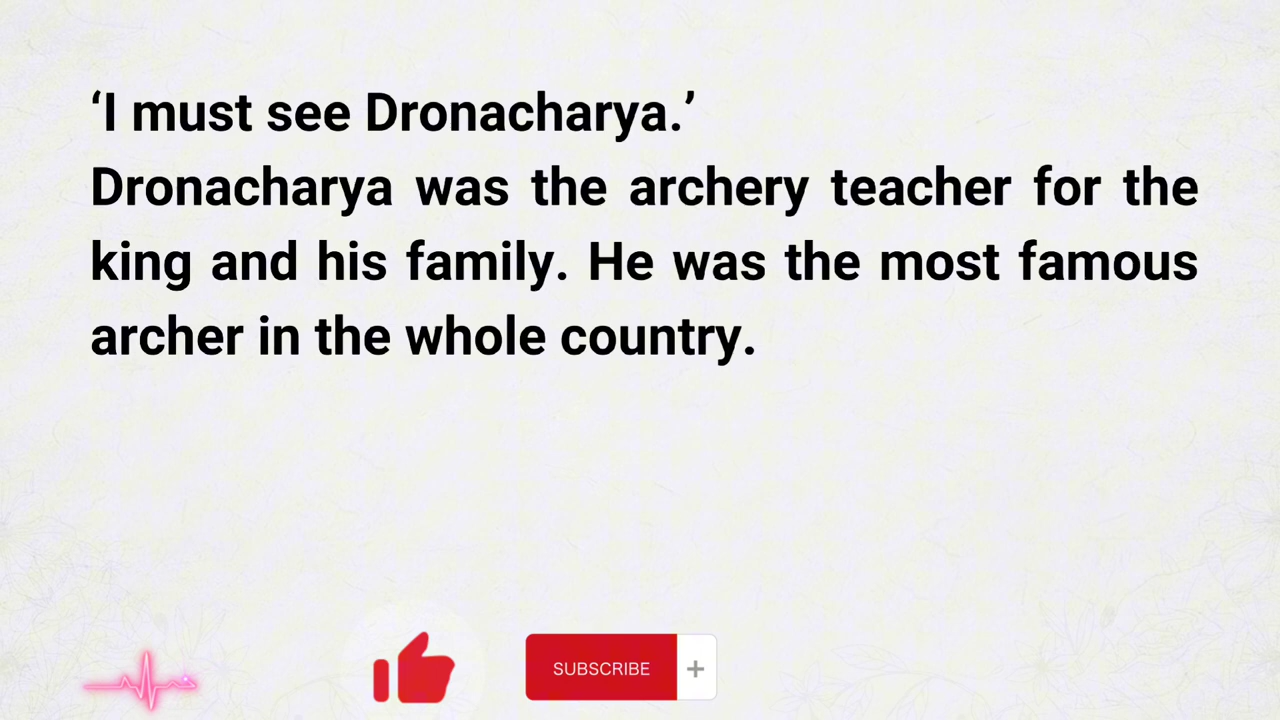 ‘I must see Dronacharya.’
Dronacharya was the archery teacher for the
king and his family. He was the most famous
archer in the whole country.
SUBSCRIBE +